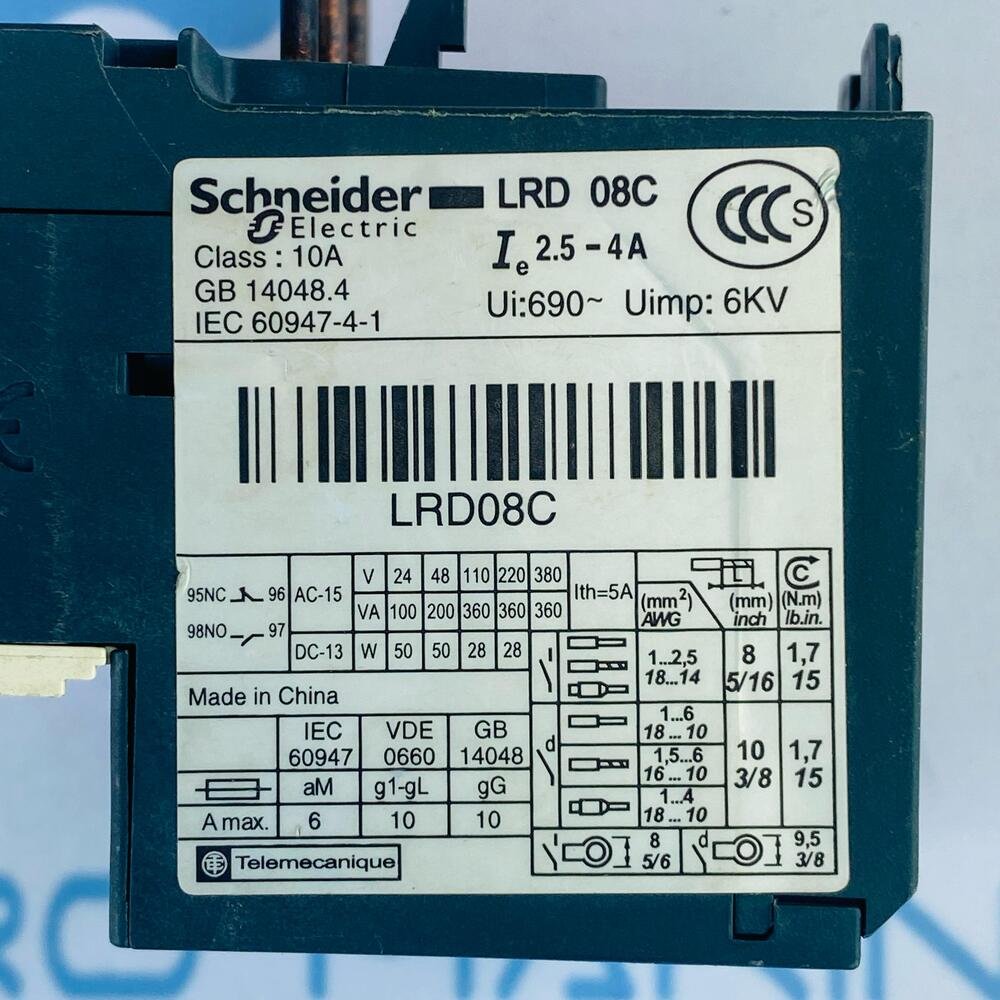 Schneider LRD 08C
Electric
CCC S
Class : 10A
Ie 2.5 - 4A
GB 14048.4
Ui:690~ Uimp: 6KV
IEC 60947-4-1
LRD08C
95NC 96
98NO 97
AC-15 V 24 48 110 220 380
VA 100 200 360 360 360
DC-13 W 50 50 28 28
Ith=5A
(mm²) AWG
L (mm) inch
C (N.m) lb.in.
1...2,5 8 1,7
18...14 5/16 15
d
1...6
18 ... 10
1,5...6 10 1,7
16 ... 10 3/8 15
1...4
18 ... 10
8 d 9,5
5/6 3/8
Made in China
IEC VDE GB
60947 0660 14048
aM g1-gL gG
A max. 6 10 10
Telemecanique
CE